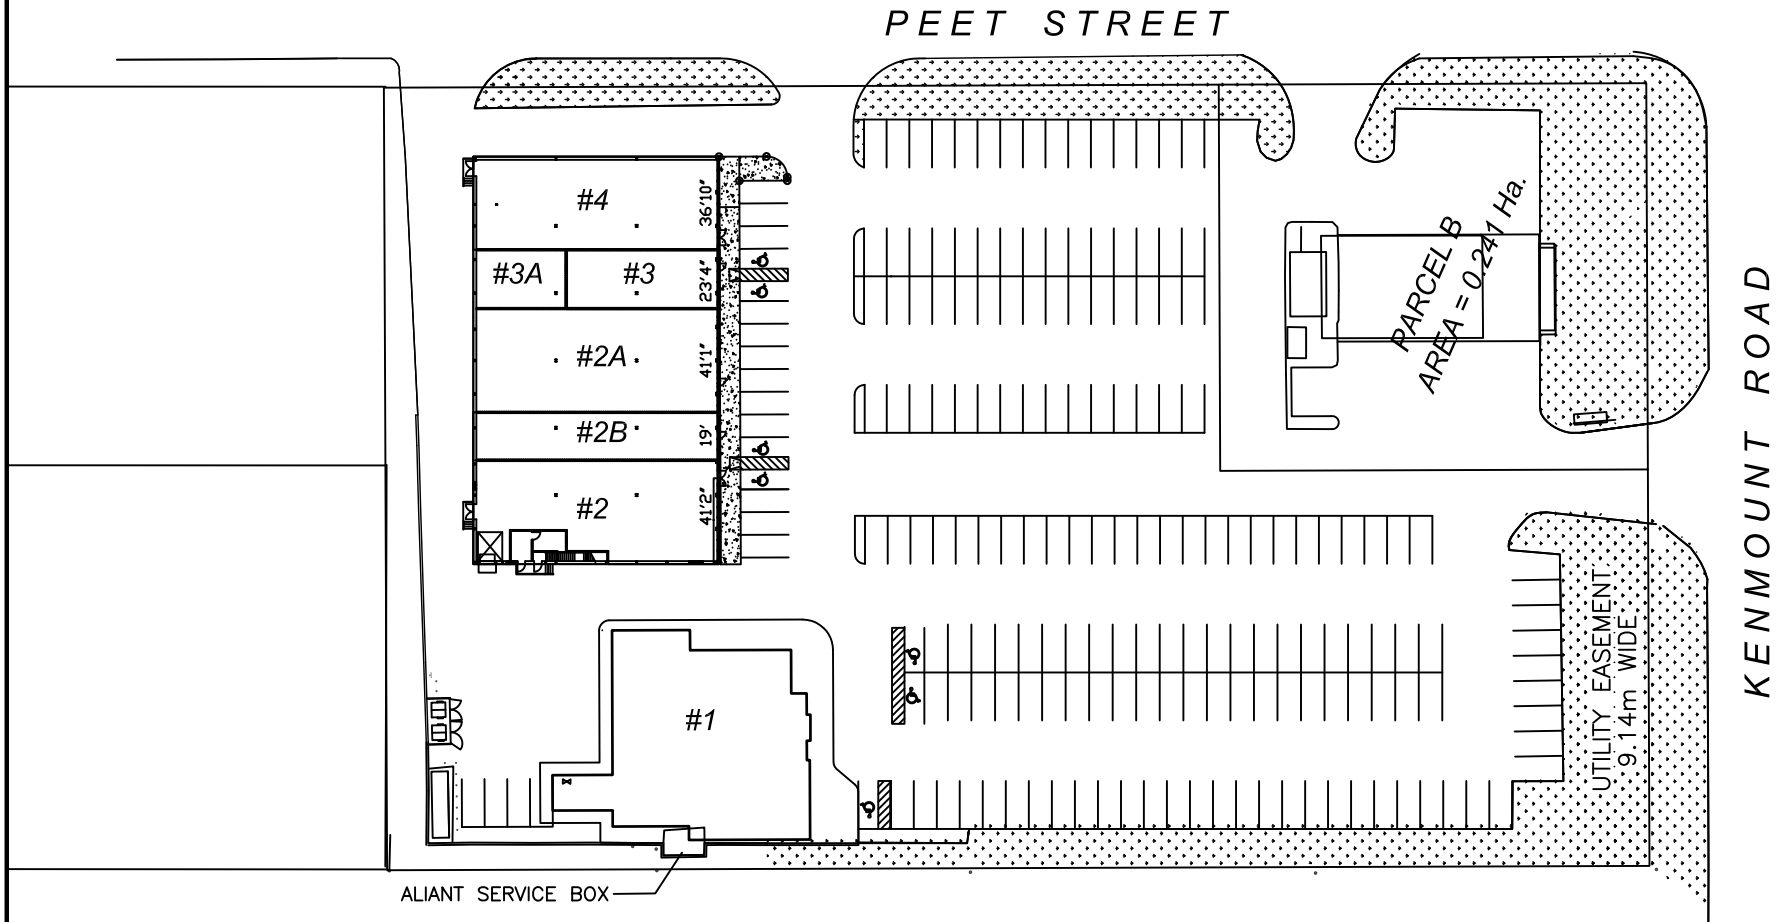 PEET STREET
#4
36'10"
#3A
#3
23'4"
#2A
41'1"
#2B
19'
#2
41'2"
#1
PARCEL B
AREA = 0.241 Ha.
KENMOUNT ROAD
UTILITY EASEMENT
9.14m WIDE
ALIANT SERVICE BOX